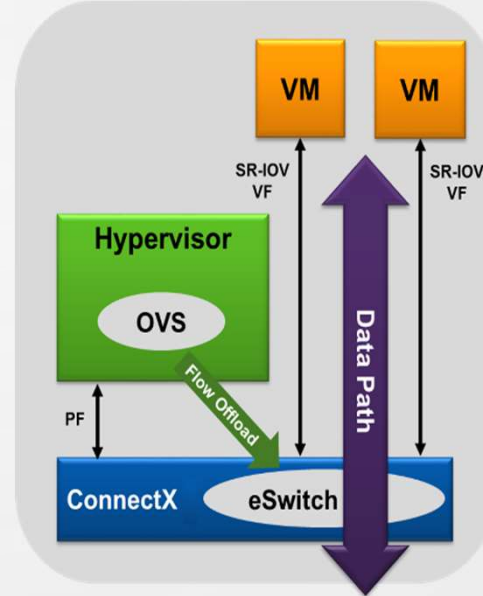 VM
VM
SR-IOV
VF
SR-IOV
VF
Hypervisor
OVS
Flow Offload
Data Path
PF
ConnectX
eSwitch